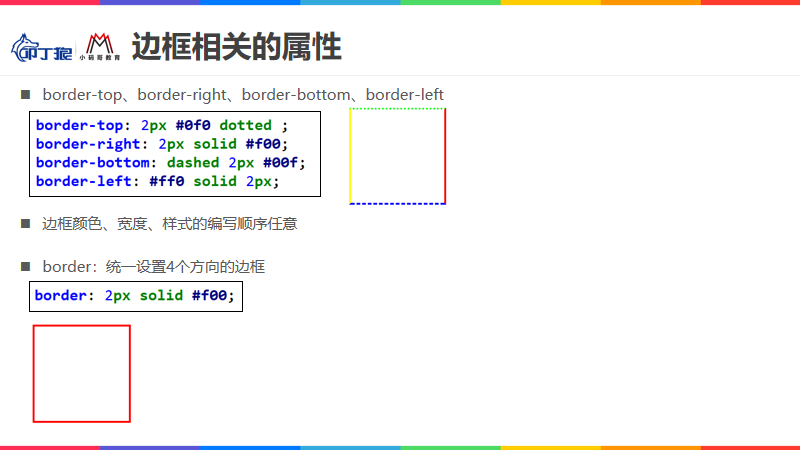 叩丁狼
小码哥教育
边框相关的属性
■ border-top、border-right、border-bottom、border-left
border-top: 2px #0f0 dotted ;
border-right: 2px solid #f00;
border-bottom: dashed 2px #00f;
border-left: #ff0 solid 2px;
■ 边框颜色、宽度、样式的编写顺序任意
■ border：统一设置4个方向的边框
border: 2px solid #f00;